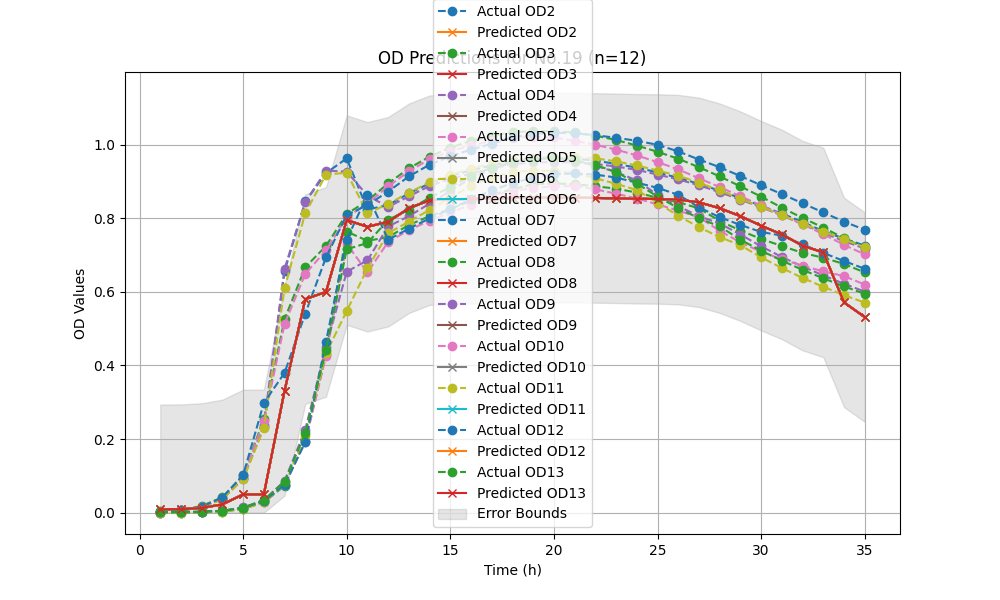 OD Predictions for No.19 (n=12)
Actual OD2
Predicted OD2
Actual OD3
Predicted OD3
Actual OD4
Predicted OD4
Actual OD5
Predicted OD5
Actual OD6
Predicted OD6
Actual OD7
Predicted OD7
Actual OD8
Predicted OD8
Actual OD9
Predicted OD9
Actual OD10
Predicted OD10
Actual OD11
Predicted OD11
Actual OD12
Predicted OD12
Actual OD13
Predicted OD13
Error Bounds
OD Values
1.0
0.8
0.6
0.4
0.2
0.0
0
5
10
15
20
25
30
35
Time (h)